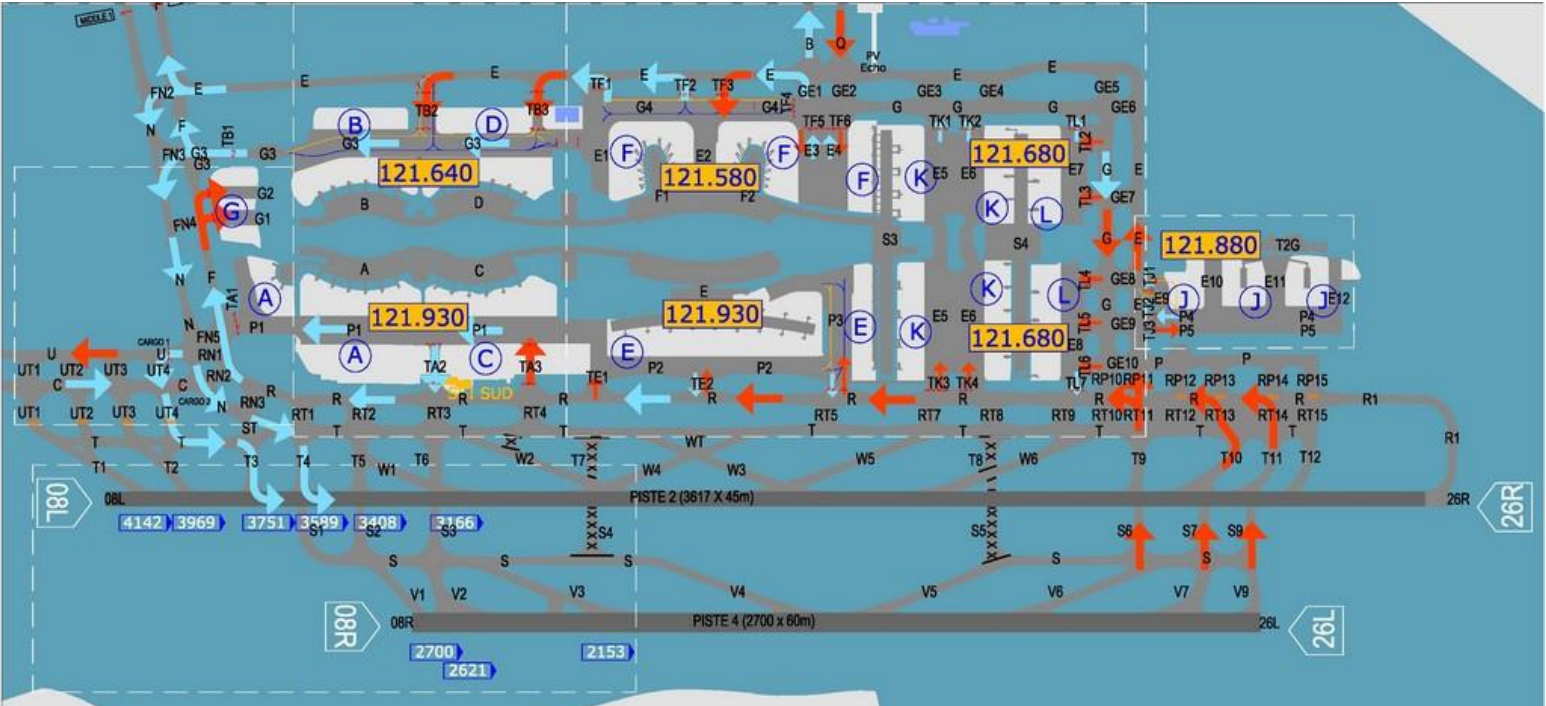 MIDDLE 1
B
Q
PV
Echo
E
E
E
E
E
E
E
FN2
TF1
TF2
TF3
GE1
GE2
GE3
GE4
GE5
TB2
TB3
G4
G4
TF4
G
G
G
GE6
N
F
TB1
B
D
TF5
TF6
TK1
TK2
TL1
TL2
FN3
G3
G3
G3
G3
G3
E1
F
E2
F
E3
E4
121.680
121.640
121.580
F
K
E5
E6
E7
G
E
G2
G1
G
FN4
B
D
F1
F2
K
L
TL3
GE7
S3
S4
G
E
121.880
T2G
N
F
A
C
E
K
L
TL4
GE8
TJ1
E10
E11
A
TA1
E9
J
J
J
E12
G
TJ2
P4
P4
121.930
121.930
P3
E
K
E5
E6
121.680
TL5
GE9
TJ3
P5
P5
N
P1
P1
P1
FN5
E8
CARGO 1
U
U
UT4
RN1
A
C
E
P2
P2
TL6
GE10
P
P
UT1
UT2
UT3
C
C
RN2
TA2
TA3
TE1
TE2
TK3
TK4
TL7
RP10
RP11
RP12
RP13
RP14
RP15
CARGO 2
N
RN3
R
R
SUD
R
R
R
R
R
R
R1
UT1
UT2
UT3
UT4
RT1
RT2
RT3
RT4
RT5
RT7
RT8
RT9
RT10
RT11
RT12
RT13
RT14
RT15
ST
T
T
T
T
T
T
T
T
T
WT
R1
T1
T2
T3
T4
T5
W1
T6
W2
T7
W4
W3
W5
T8
W6
T9
T10
T11
T12
08L
08L
PISTE 2 (3617 X 45m)
26R
26R
4142
3969
3751
3589
3408
3166
S1
S2
S3
S4
S5
S6
S7
S9
S
S
S
S
S
V1
V2
V3
V4
V5
V6
V7
V9
08R
08R
PISTE 4 (2700 x 60m)
26L
26L
2700
2153
2621